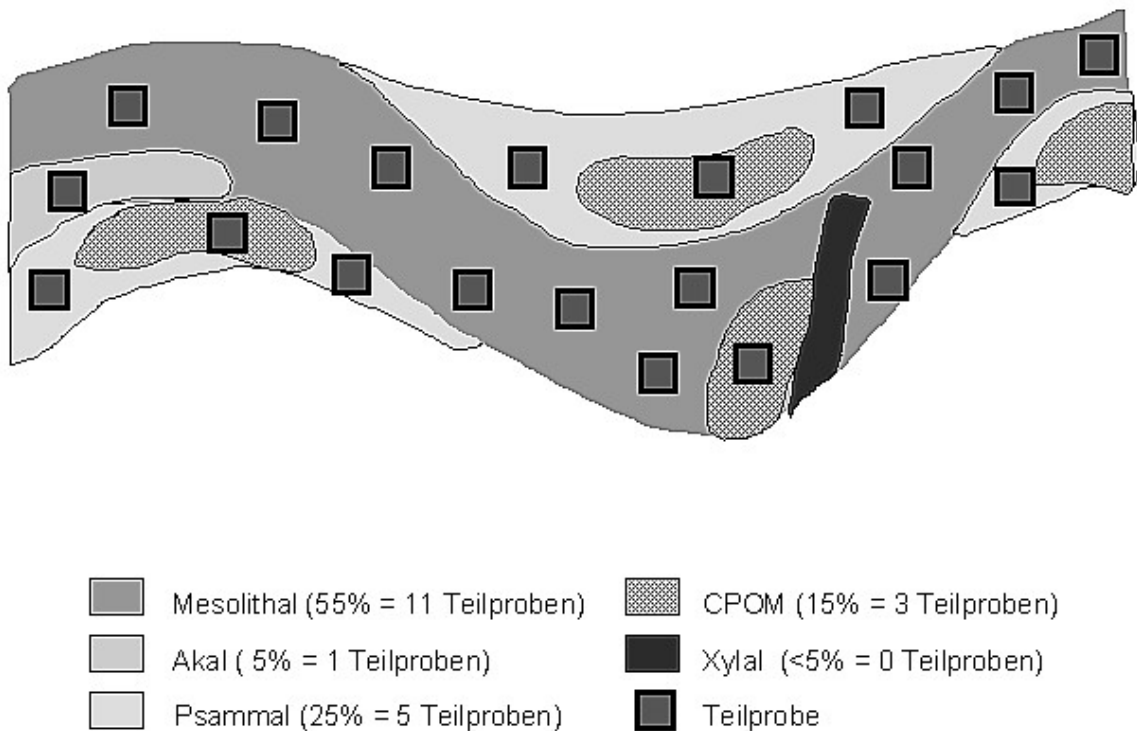 Mesolithal (55% = 11 Teilproben)
Akal ( 5% = 1 Teilproben)
Psammal (25% = 5 Teilproben)
CPOM (15% = 3 Teilproben)
Xylal (<5% = 0 Teilproben)
Teilprobe